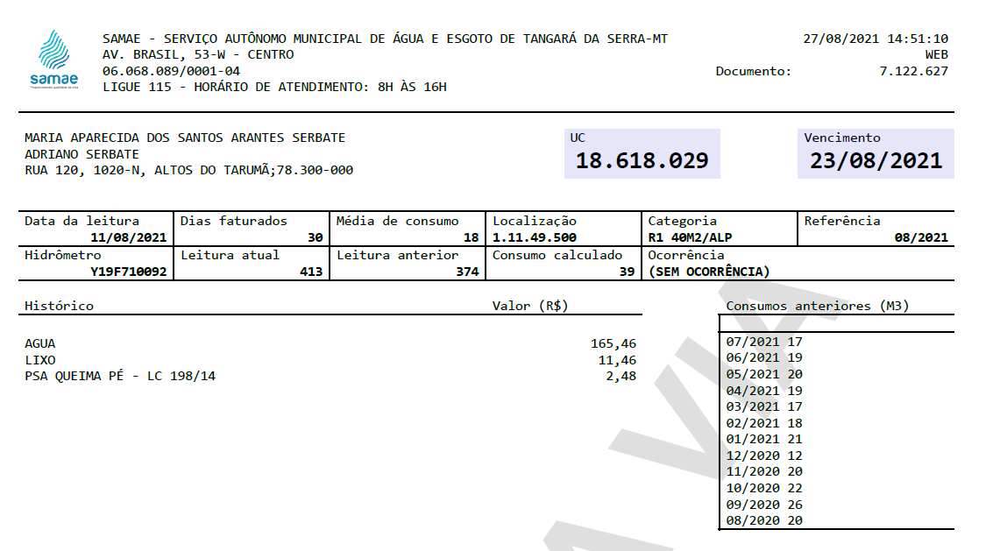 SAMAE - SERVIÇO AUTÔNOMO MUNICIPAL DE ÁGUA E ESGOTO DE TANGARÁ DA SERRA-MT 27/08/2021 14:51:10
AV. BRASIL, 53-W - CENTRO WEB
06.068.089/0001-04 Documento: 7.122.627
LIGUE 115 - HORÁRIO DE ATENDIMENTO: 8H ÀS 16H
samae
MARIA APARECIDA DOS SANTOS ARANTES SERBATE
ADRIANO SERBATE
RUA 120, 1020-N, ALTOS DO TARUMÃ;78.300-000
UC
18.618.029
Vencimento
23/08/2021
Data da leitura Dias faturados Média de consumo Localização Categoria Referência
11/08/2021 30 18 1.11.49.500 R1 40M2/ALP 08/2021
Hidrômetro Leitura atual Leitura anterior Consumo calculado Ocorrência
Y19F710092 413 374 39 (SEM OCORRÊNCIA)
Histórico Valor (R$)
AGUA 165,46
LIXO 11,46
PSA QUEIMA PÉ - LC 198/14 2,48
Consumos anteriores (M3)
07/2021 17
06/2021 19
05/2021 20
04/2021 19
03/2021 17
02/2021 18
01/2021 21
12/2020 12
11/2020 20
10/2020 22
09/2020 26
08/2020 20
VIA